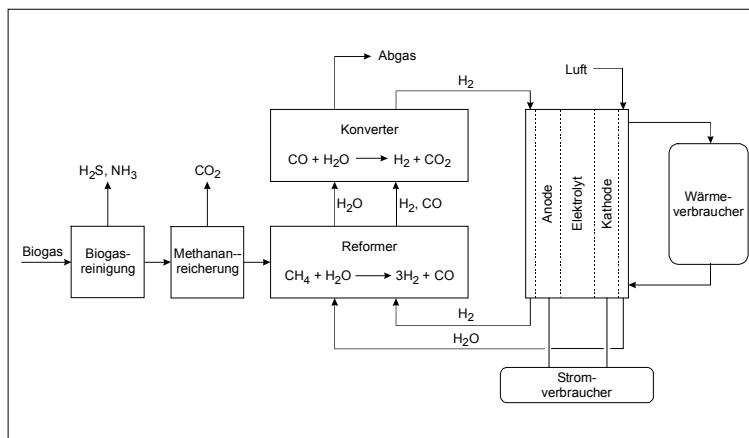 Abgas
H₂
Luft
Konverter
CO + H₂O → H₂ + CO₂
H₂S, NH₃
CO₂
H₂O
H₂, CO
Anode
Elektrolyt
Kathode
Wärme-
verbraucher
Biogas
Biogas-
reinigung
Methanan--
reicherung
Reformer
CH₄ + H₂O → 3H₂ + CO
H₂
H₂O
Strom-
verbraucher